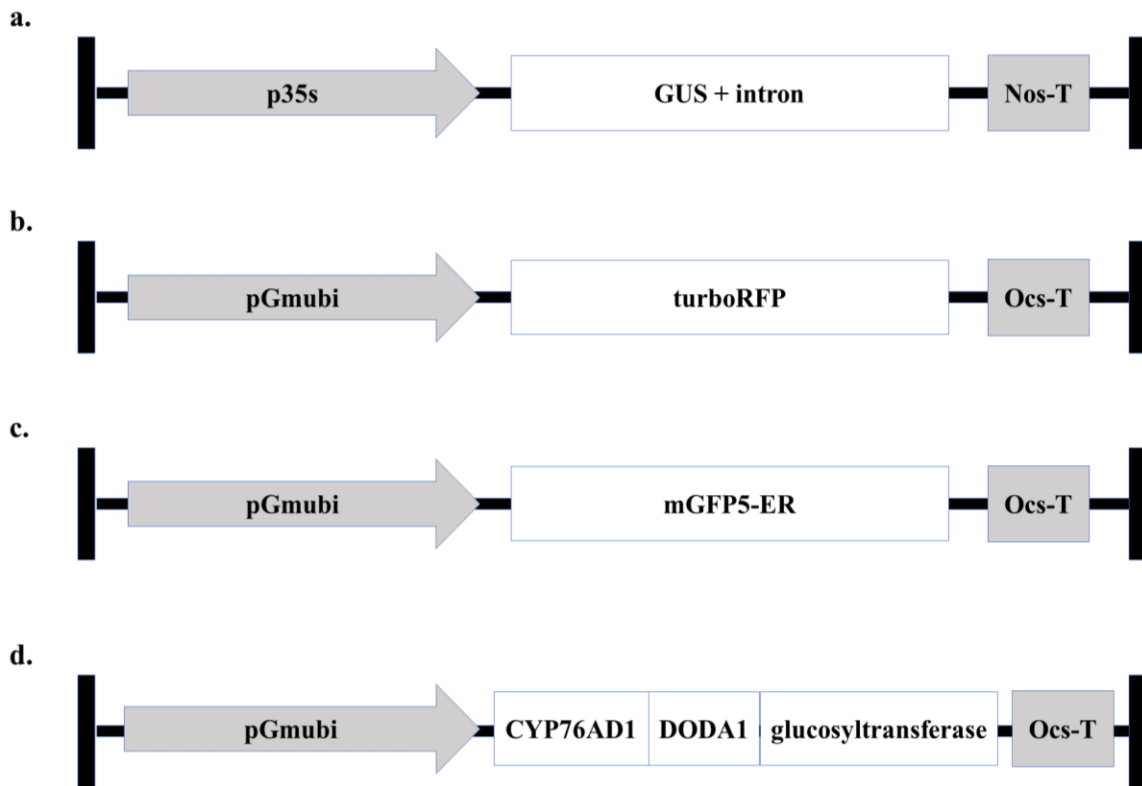 a.
p35s GUS + intron Nos-T
b.
pGmubi turboRFP Ocs-T
c.
pGmubi mGFP5-ER Ocs-T
d.
pGmubi CYP76AD1 DODA1 glucosyltransferase Ocs-T